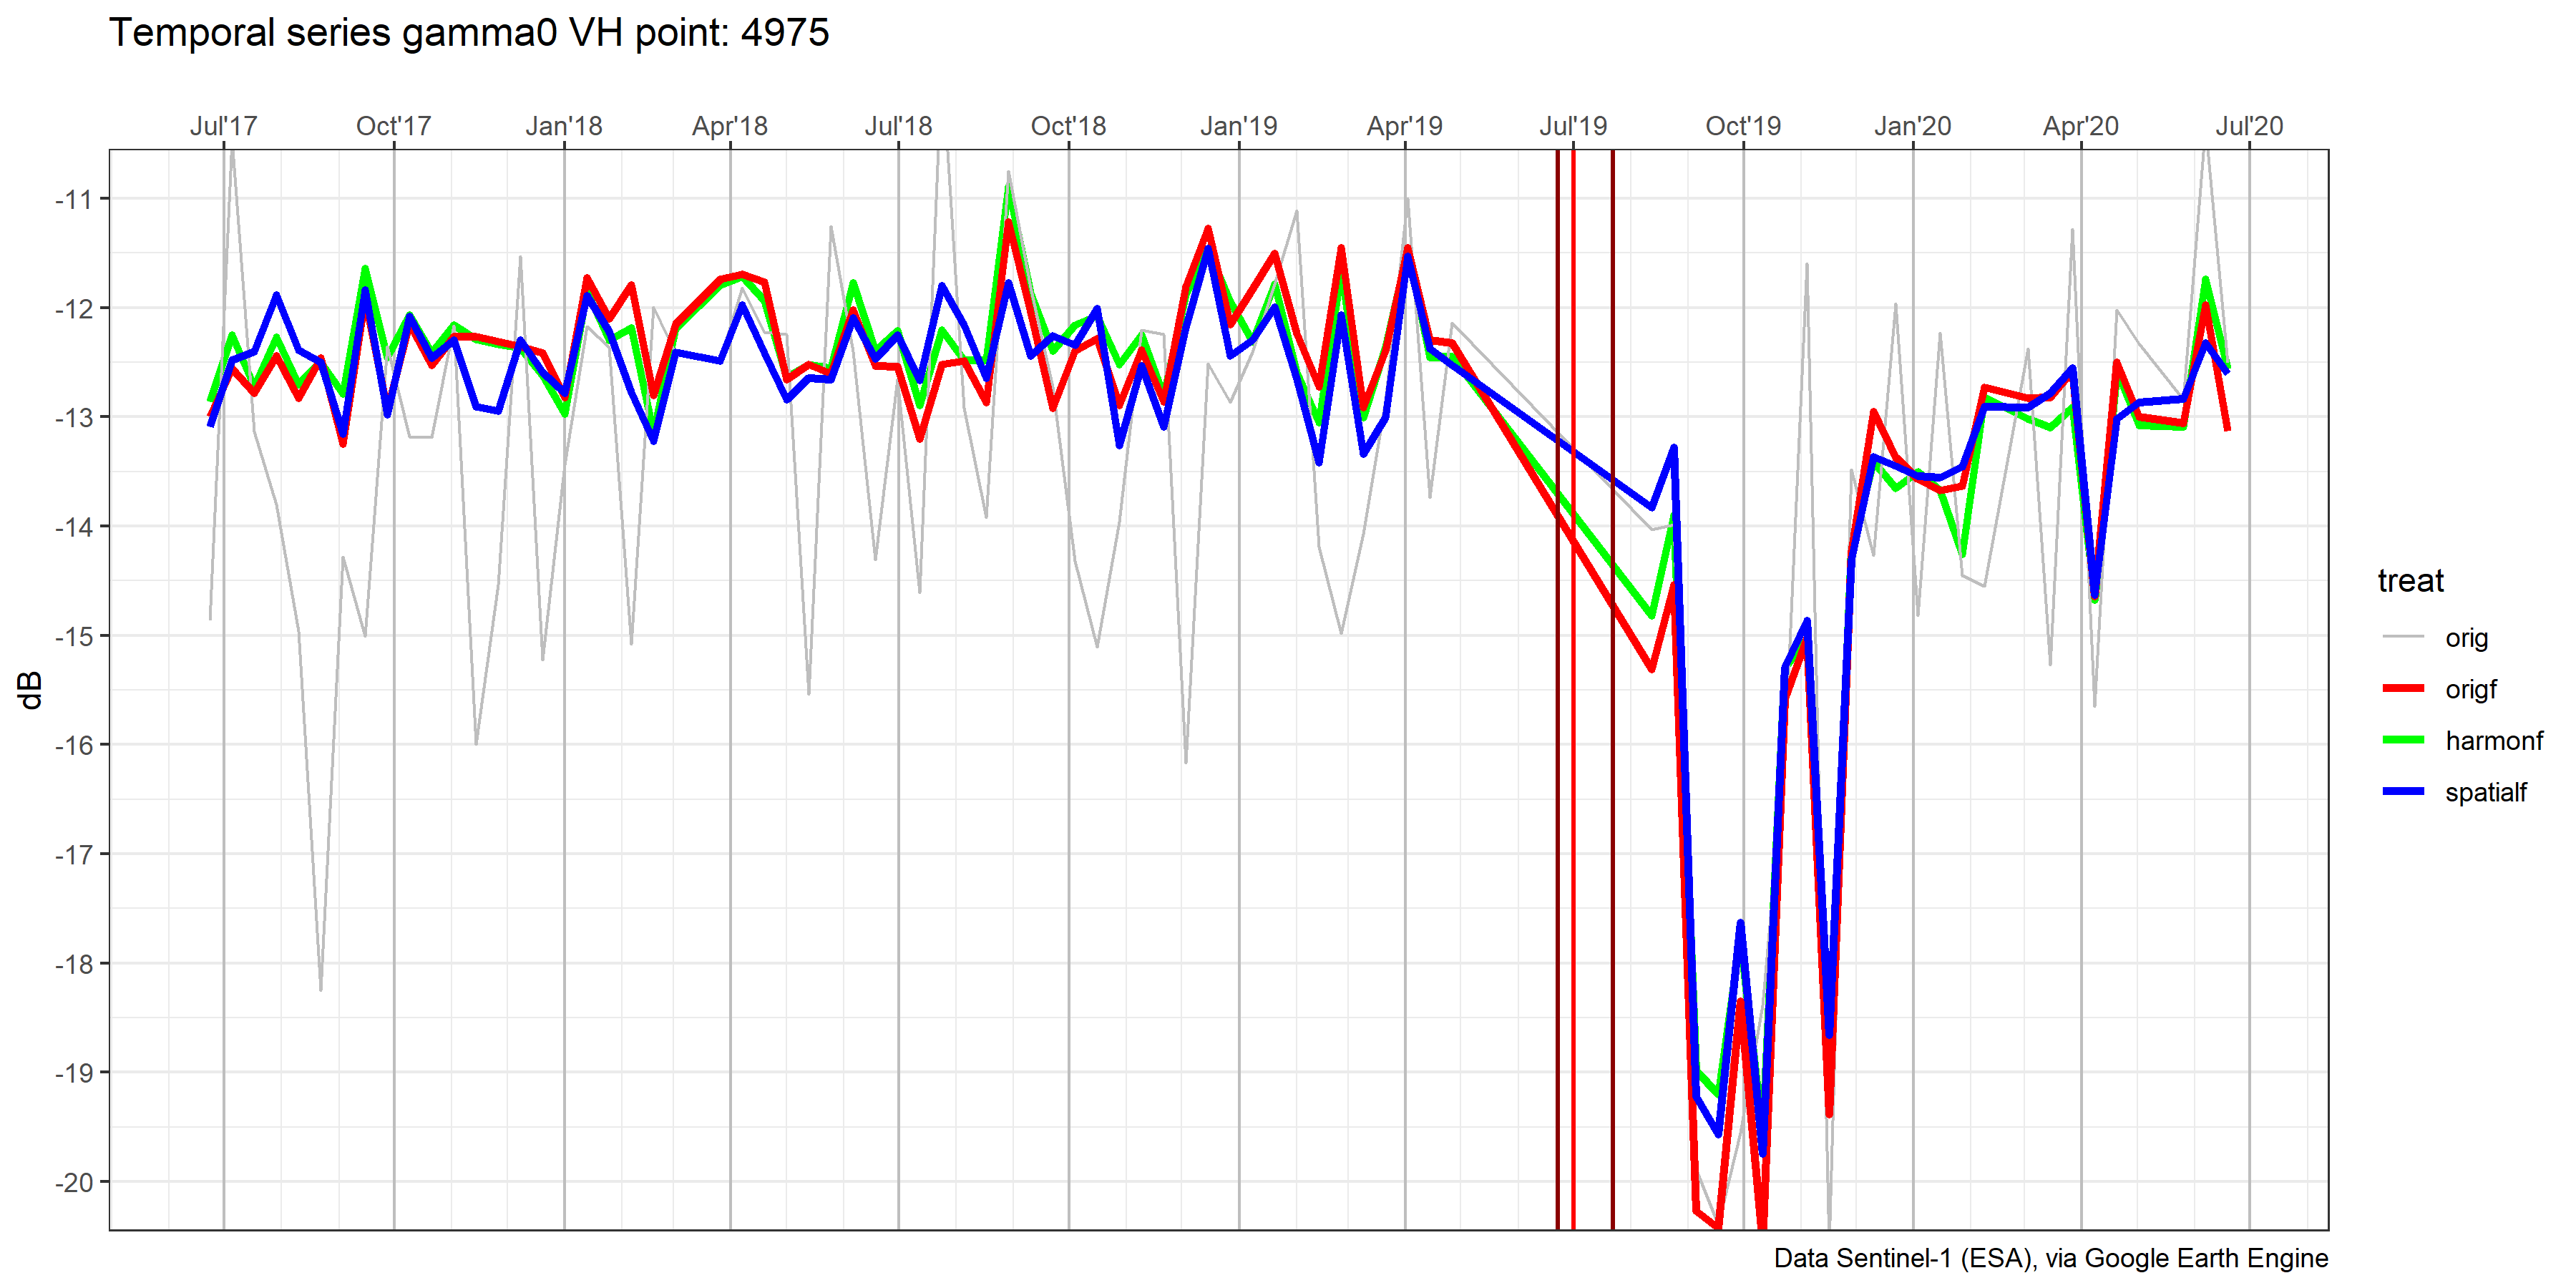 Temporal series gamma0 VH point: 4975
Jul'17 Oct'17 Jan'18 Apr'18 Jul'18 Oct'18 Jan'19 Apr'19 Jul'19 Oct'19 Jan'20 Apr'20 Jul'20
-11
-12
-13
-14
-15
-16
-17
-18
-19
-20
dB
treat
orig
origf
harmonf
spatialf
Data Sentinel-1 (ESA), via Google Earth Engine